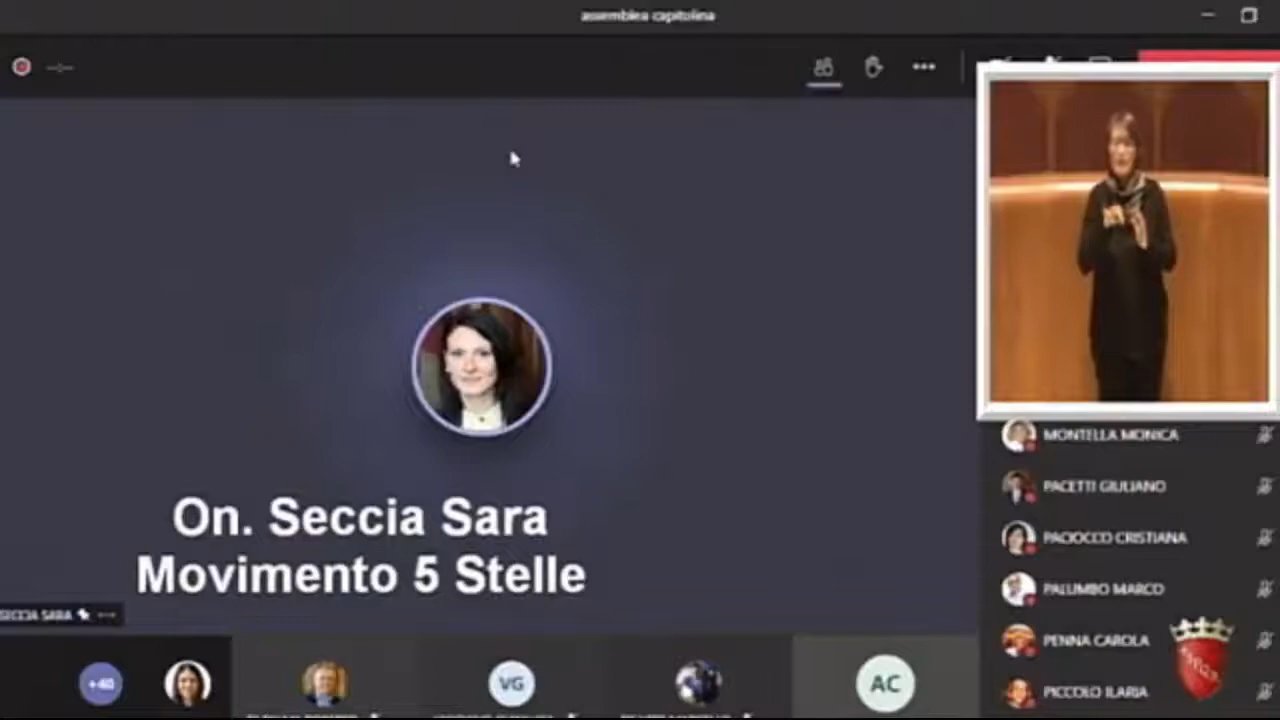 assemblea capitolina
On. Seccia Sara
Movimento 5 Stelle
SECCIA SARA
MONTELLA MONICA
PACETTI GIULIANO
PACIOCCO CRISTIANA
PALUMBO MARCO
PENNA CAROLA
PICCOLO ILARIA
+40
VG
AC